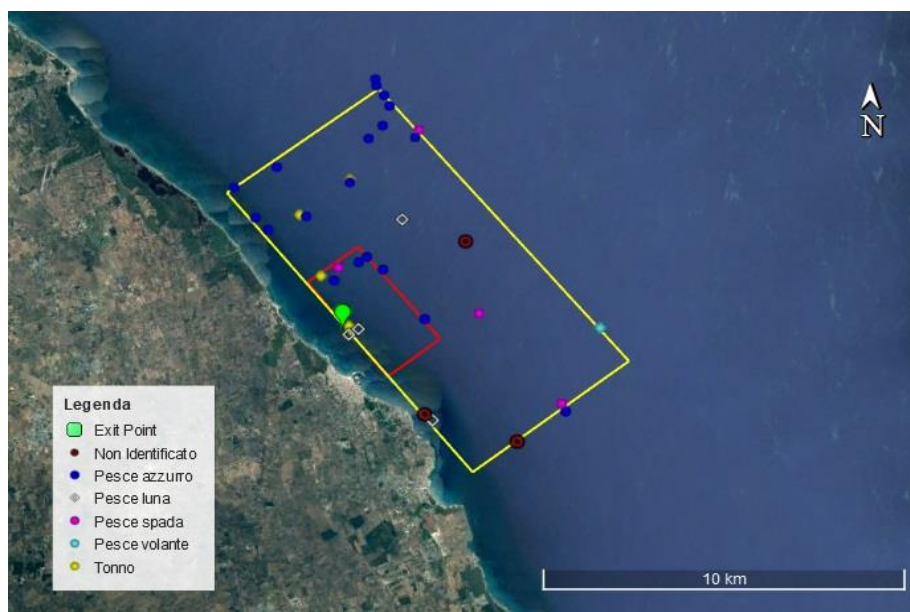 N
Legenda
Exit Point
Non Identificato
Pesce azzurro
Pesce luna
Pesce spada
Pesce volante
Tonno
10 km